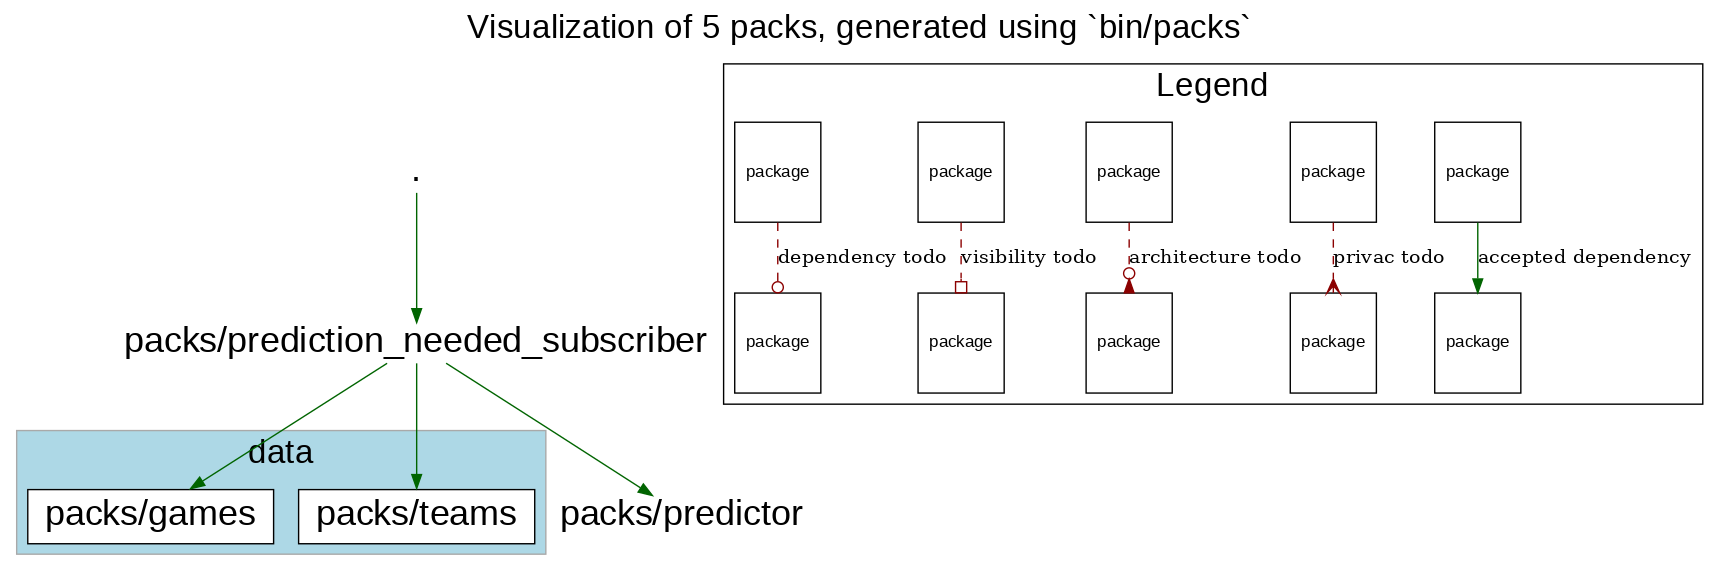 Visualization of 5 packs, generated using `bin/packs`
Legend
package package package package package
.
dependency todo visibility todo architecture todo privac todo accepted dependency
packs/prediction_needed_subscriber
package package package package package
data
packs/games packs/teams packs/predictor